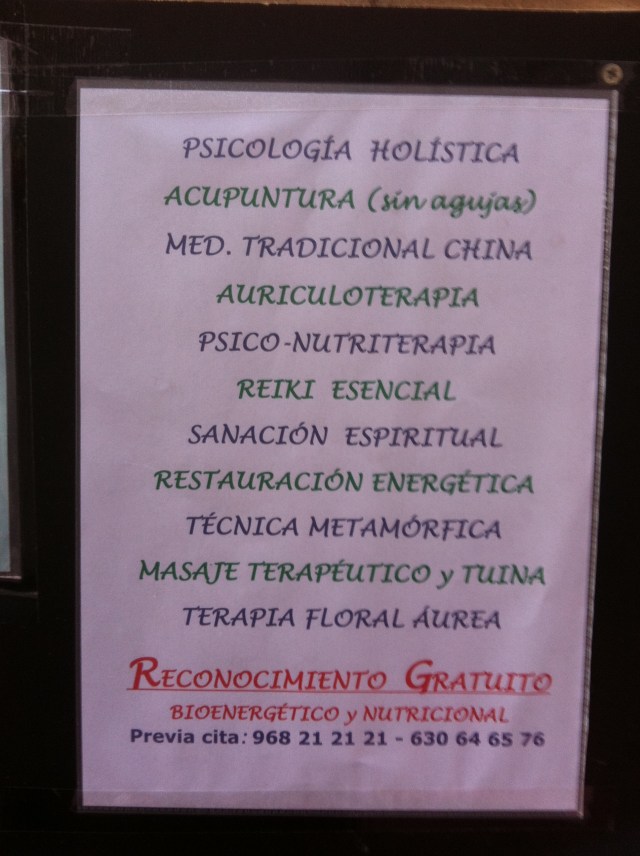 PSICOLOGÍA HOLÍSTICA
ACUPUNTURA (sin agujas)
MED. TRADICIONAL CHINA
AURICULOTERAPIA
PSICO-NUTRITERAPIA
REIKI ESENCIAL
SANACIÓN ESPIRITUAL
RESTAURACIÓN ENERGÉTICA
TÉCNICA METAMÓRFICA
MASAJE TERAPÉUTICO y TUINA
TERAPIA FLORAL ÁUREA
RECONOCIMIENTO GRATUITO
BIOENERGÉTICO y NUTRICIONAL
Previa cita: 968 21 21 21 - 630 64 65 76